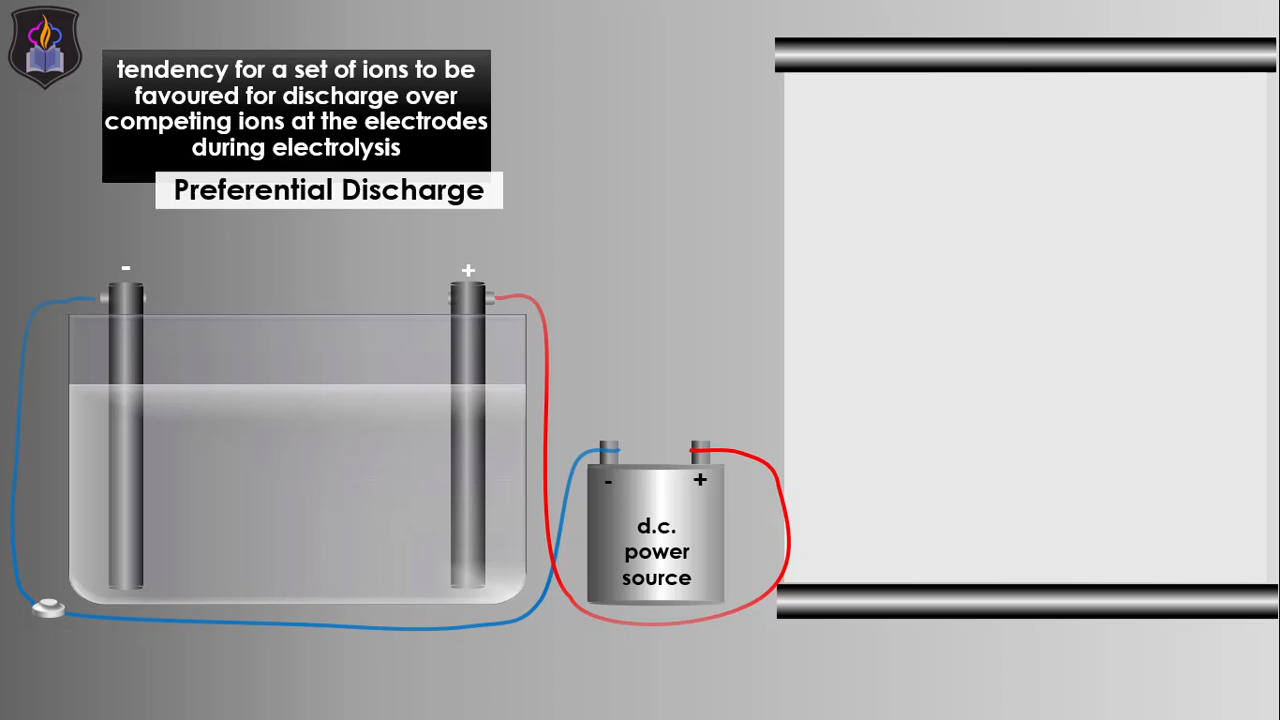 tendency for a set of ions to be
favoured for discharge over
competing ions at the electrodes
during electrolysis
Preferential Discharge
- +
- +
d.c.
power
source